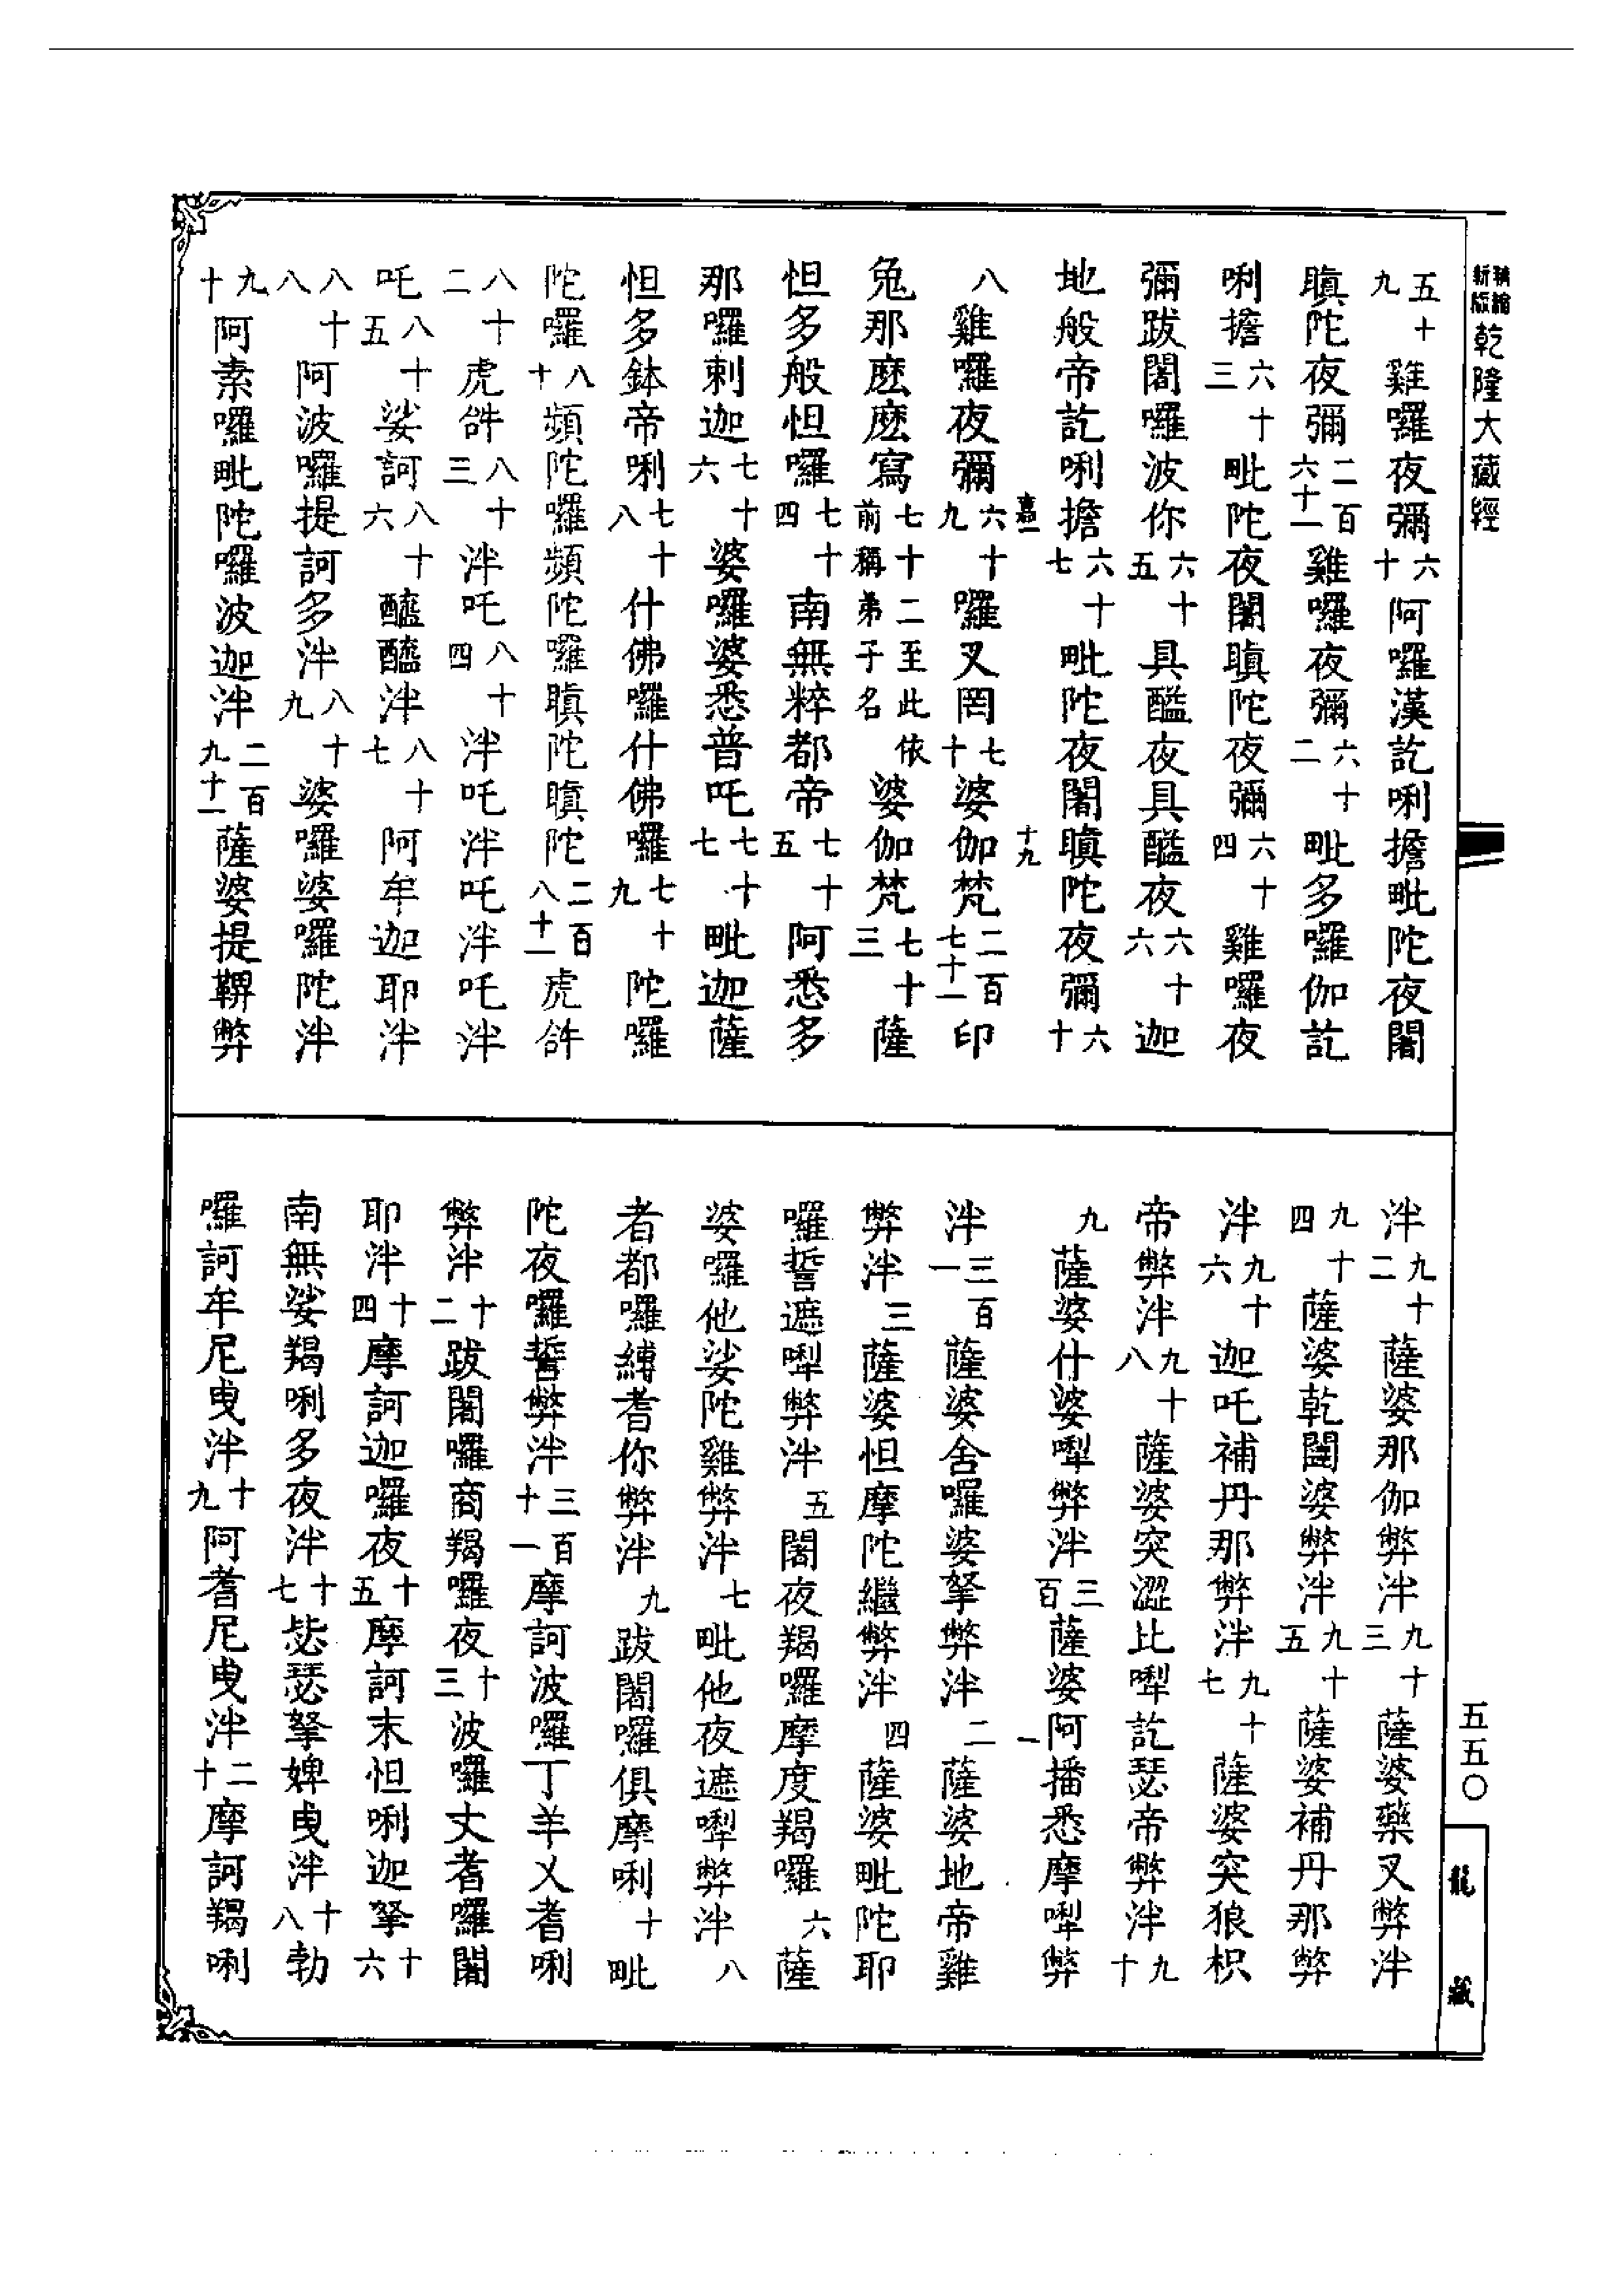 新版精縮乾隆大藏經
五十九雞囉夜彌六十阿囉漢訖唎擔毗陀夜闍
瞋陀夜彌二百六十一雞囉夜彌六十二毗多囉伽訖
唎擔六十三毗陀夜闍瞋陀夜彌六十四雞囉夜
彌跋闍囉波你六十五具醯夜具醯夜六十六迦
地般帝訖唎擔六十七毗陀夜闍瞋陀夜彌六十
嘉一
十九
八雞囉夜彌六十九囉叉罔七十婆伽梵二百七十一印
兔那麽麽寫七十二至此依前稱弟子名婆伽梵七十三薩
怛多般怛囉七十四南無粹都帝七十五阿悉多
那囉剌迦七十六婆囉婆悉普吒七十七毗迦薩
怛多鉢帝唎七十八什佛囉什佛囉七十九陀囉
陀囉八十頻陀囉頻陀囉瞋陀瞋陀二百八十一虎𤙖
八十二虎𤙖八十三泮吒八十四泮吒泮吒泮吒泮
吒八十五娑訶八十六醯醯泮八十七阿牟迦耶泮
八十八阿波囉提訶多泮八十九婆囉婆囉陀泮
九十阿素囉毗陀囉波迦泮二百九十一薩婆提鞞弊
泮九十二薩婆那伽弊泮九十三薩婆藥叉弊泮
九十四薩婆乾闥婆弊泮九十五薩婆補丹那弊
泮九十六迦吒補丹那弊泮九十七薩婆突狼枳
帝弊泮九十八薩婆突澀比㗚訖瑟帝弊泮九十
九薩婆什婆㗚弊泮三百薩婆阿播悉摩㗚弊
一
泮三百一薩婆舍囉婆拏弊泮二薩婆地帝雞
弊泮三薩婆怛摩陀繼弊泮四薩婆毗陀耶
囉誓遮㗚弊泮五闍夜羯囉摩度羯囉六薩
婆囉他娑陀雞弊泮七毗他夜遮㗚弊泮八
者都囉縛耆你弊泮九跋闍囉俱摩唎十毗
陀夜囉誓弊泮三百十一摩訶波囉丁羊乂耆唎
弊泮十二跋闍囉商羯囉夜十三波囉丈耆囉闍
耶泮十四摩訶迦囉夜十五摩訶末怛唎迦拏十六
南無娑羯唎多夜泮十七毖瑟拏婢曳泮十八勃
囉訶牟尼曳泮十九阿耆尼曳泮二十摩訶羯唎
五五〇
龍藏